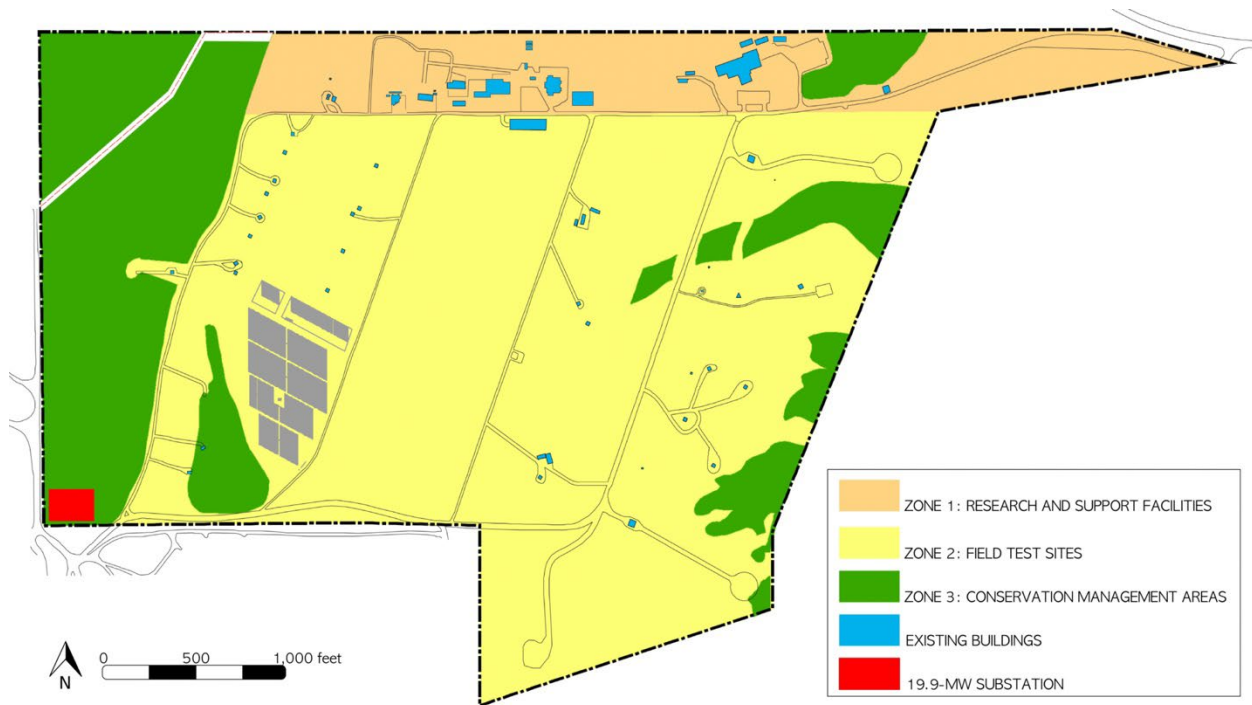 ZONE 1: RESEARCH AND SUPPORT FACILITIES
ZONE 2: FIELD TEST SITES
ZONE 3: CONSERVATION MANAGEMENT AREAS
EXISTING BUILDINGS
19.9-MW SUBSTATION
0 500 1,000 feet
N